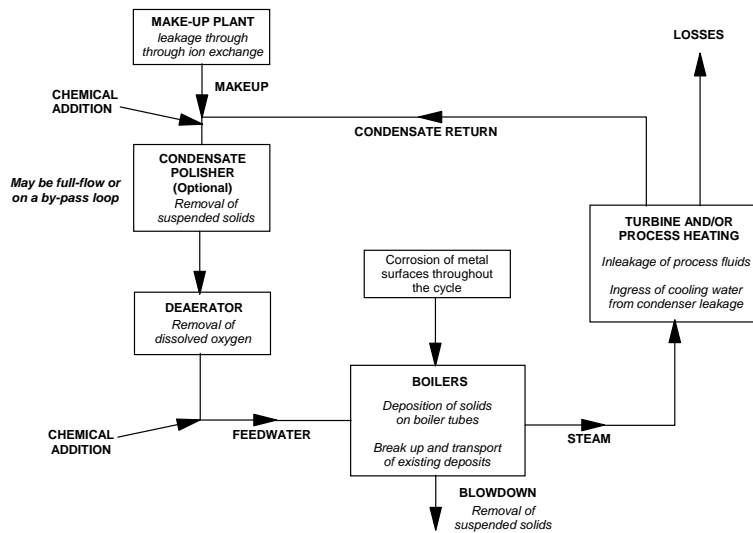 MAKE-UP PLANT
leakage through
through ion exchange
LOSSES
CHEMICAL
ADDITION
MAKEUP
CONDENSATE RETURN
May be full-flow or
on a by-pass loop
CONDENSATE
POLISHER
(Optional)
Removal of
suspended solids
TURBINE AND/OR
PROCESS HEATING
Inleakage of process fluids
Ingress of cooling water
from condenser leakage
Corrosion of metal
surfaces throughout
the cycle
DEAERATOR
Removal of
dissolved oxygen
BOILERS
Deposition of solids
on boiler tubes
Break up and transport
of existing deposits
CHEMICAL
ADDITION
FEEDWATER
STEAM
BLOWDOWN
Removal of
suspended solids